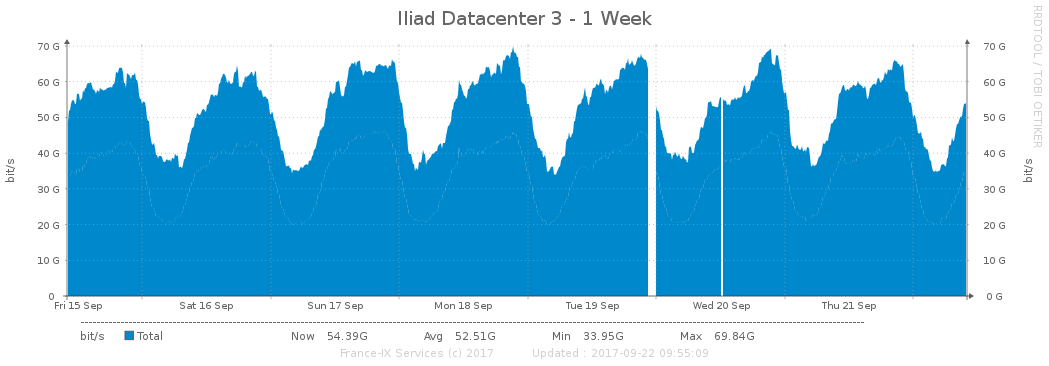 Iliad Datacenter 3 - 1 Week
RRDTOOL / TOBI OETIKER
bit/s
70 G
60 G
50 G
40 G
30 G
20 G
10 G
0
70 G
60 G
50 G
40 G
30 G
20 G
10 G
0 G
bit/s
Fri 15 Sep Sat 16 Sep Sun 17 Sep Mon 18 Sep Tue 19 Sep Wed 20 Sep Thu 21 Sep
bit/s Total Now 54.39G Avg 52.51G Min 33.95G Max 69.84G
France-IX Services (c) 2017 Updated : 2017-09-22 09:55:09